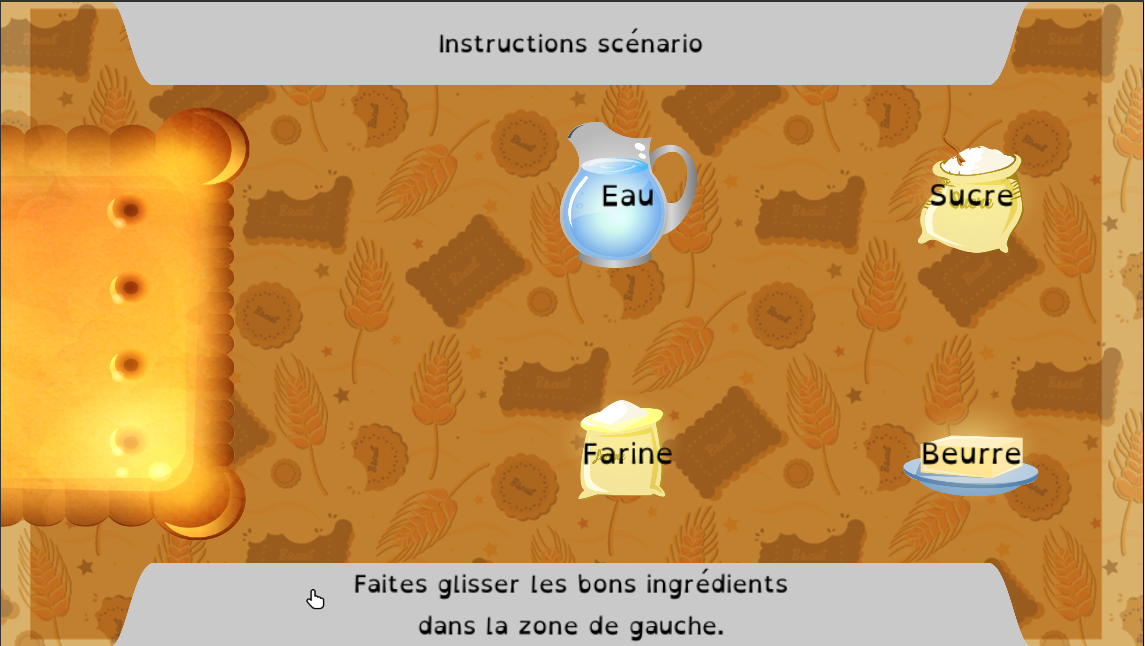 Instructions scénario
Eau
Sucre
Farine
Beurre
Faites glisser les bons ingrédients
dans la zone de gauche.